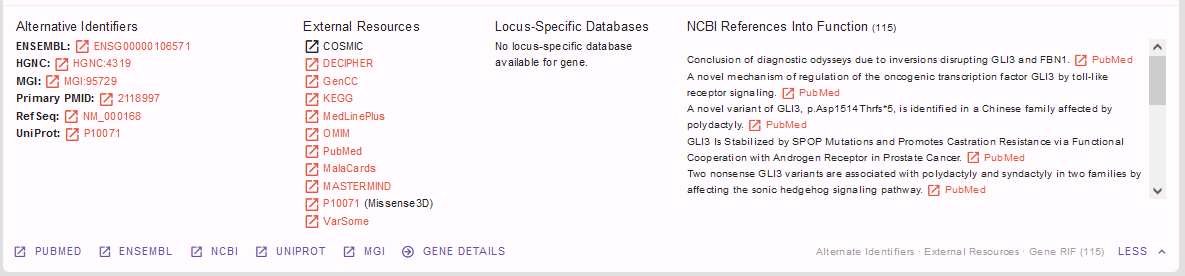 Alternative Identifiers
ENSEMBL: ENSG00000106571
HGNC: HGNC:4319
MGI: MGI:95729
Primary PMID: 2118997
RefSeq: NM_000168
UniProt: P10071
External Resources
COSMIC
DECIPHER
GenCC
KEGG
MedLinePlus
OMIM
PubMed
MalaCards
MASTERMIND
P10071 (Missense3D)
VarSome
Locus-Specific Databases
No locus-specific database
available for gene.
NCBI References Into Function (115)
Conclusion of diagnostic odysseys due to inversions disrupting GLI3 and FBN1. PubMed
A novel mechanism of regulation of the oncogenic transcription factor GLI3 by toll-like
receptor signaling. PubMed
A novel variant of GLI3, p.Asp1514Thrfs*5, is identified in a Chinese family affected by
polydactyly. PubMed
GLI3 Is Stabilized by SPOP Mutations and Promotes Castration Resistance via Functional
Cooperation with Androgen Receptor in Prostate Cancer. PubMed
Two nonsense GLI3 variants are associated with polydactyly and syndactyly in two families by
affecting the sonic hedgehog signaling pathway. PubMed
PUBMED ENSEMBL NCBI UNIPROT MGI GENE DETAILS
Alternate Identifiers · External Resources · Gene RIF (115) LESS